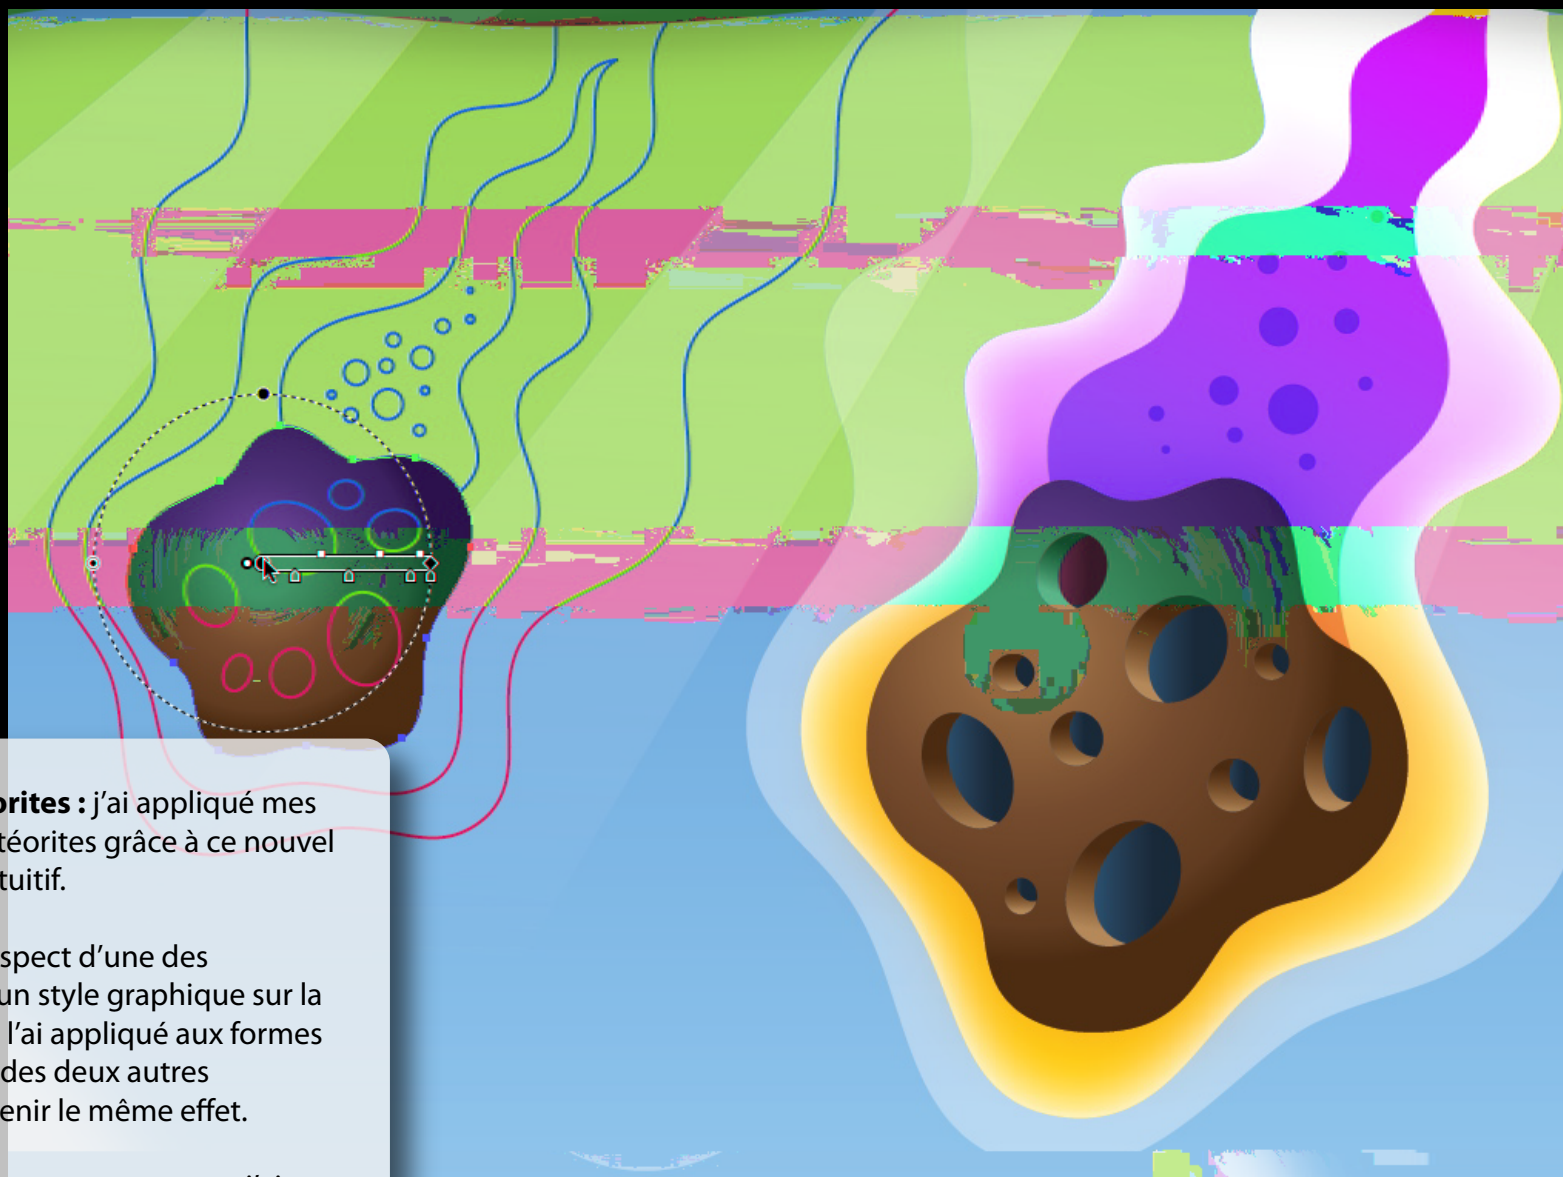 orites : j’ai appliqué mes
téorites grâce à ce nouvel
tuitif.
spect d’une des
un style graphique sur la
l’ai appliqué aux formes
des deux autres
enir le même effet.